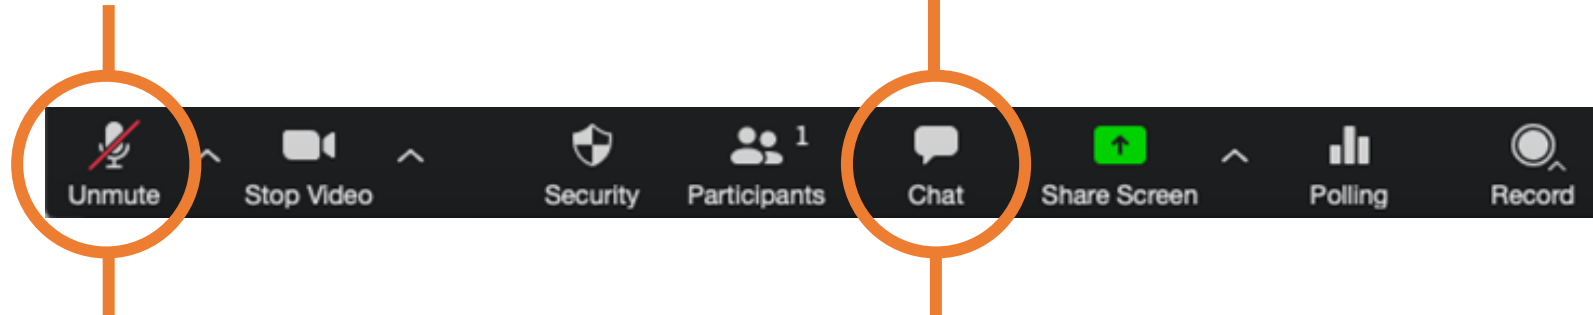 Unmute
Stop Video
Security
Participants
1
Chat
Share Screen
Polling
Record